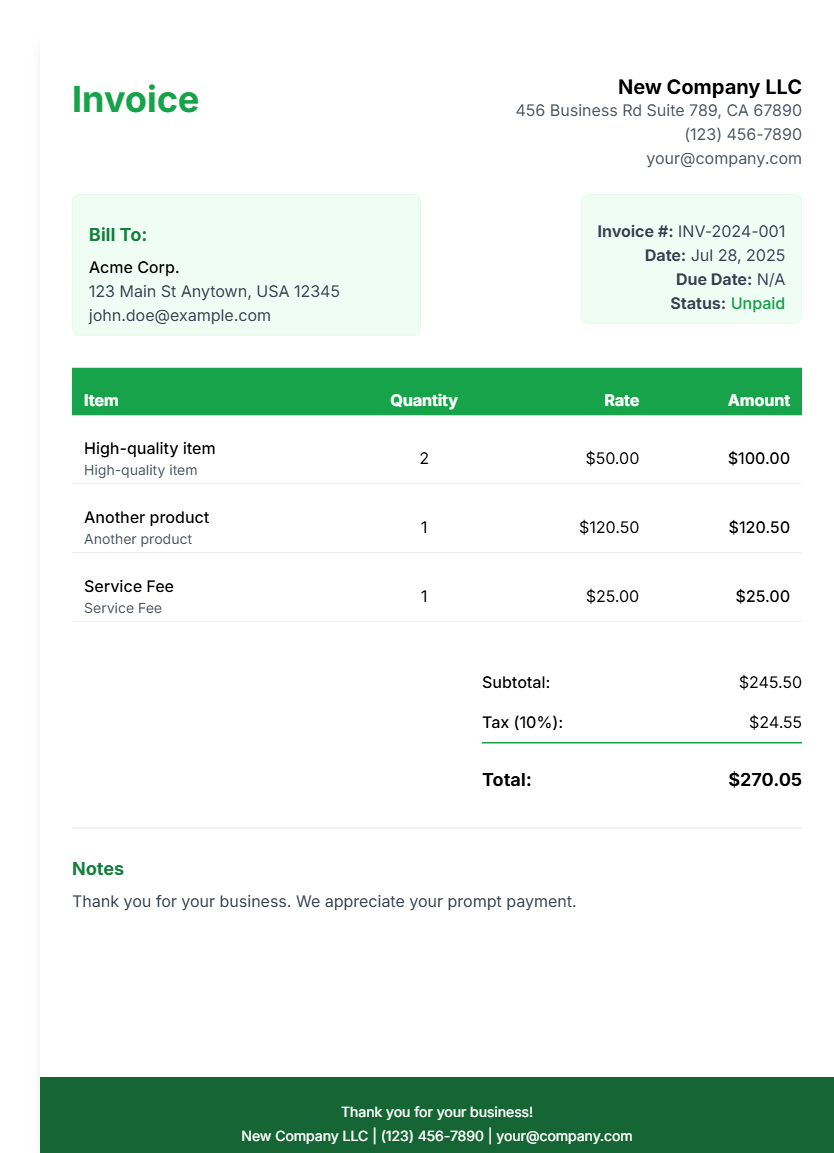 Invoice
New Company LLC
456 Business Rd Suite 789, CA 67890
(123) 456-7890
your@company.com
Bill To:
Acme Corp.
123 Main St Anytown, USA 12345
john.doe@example.com
Invoice #: INV-2024-001
Date: Jul 28, 2025
Due Date: N/A
Status: Unpaid
Item Quantity Rate Amount
High-quality item
High-quality item
2 $50.00 $100.00
Another product
Another product
1 $120.50 $120.50
Service Fee
Service Fee
1 $25.00 $25.00
Subtotal: $245.50
Tax (10%): $24.55
Total: $270.05
Notes
Thank you for your business. We appreciate your prompt payment.
Thank you for your business!
New Company LLC | (123) 456-7890 | your@company.com